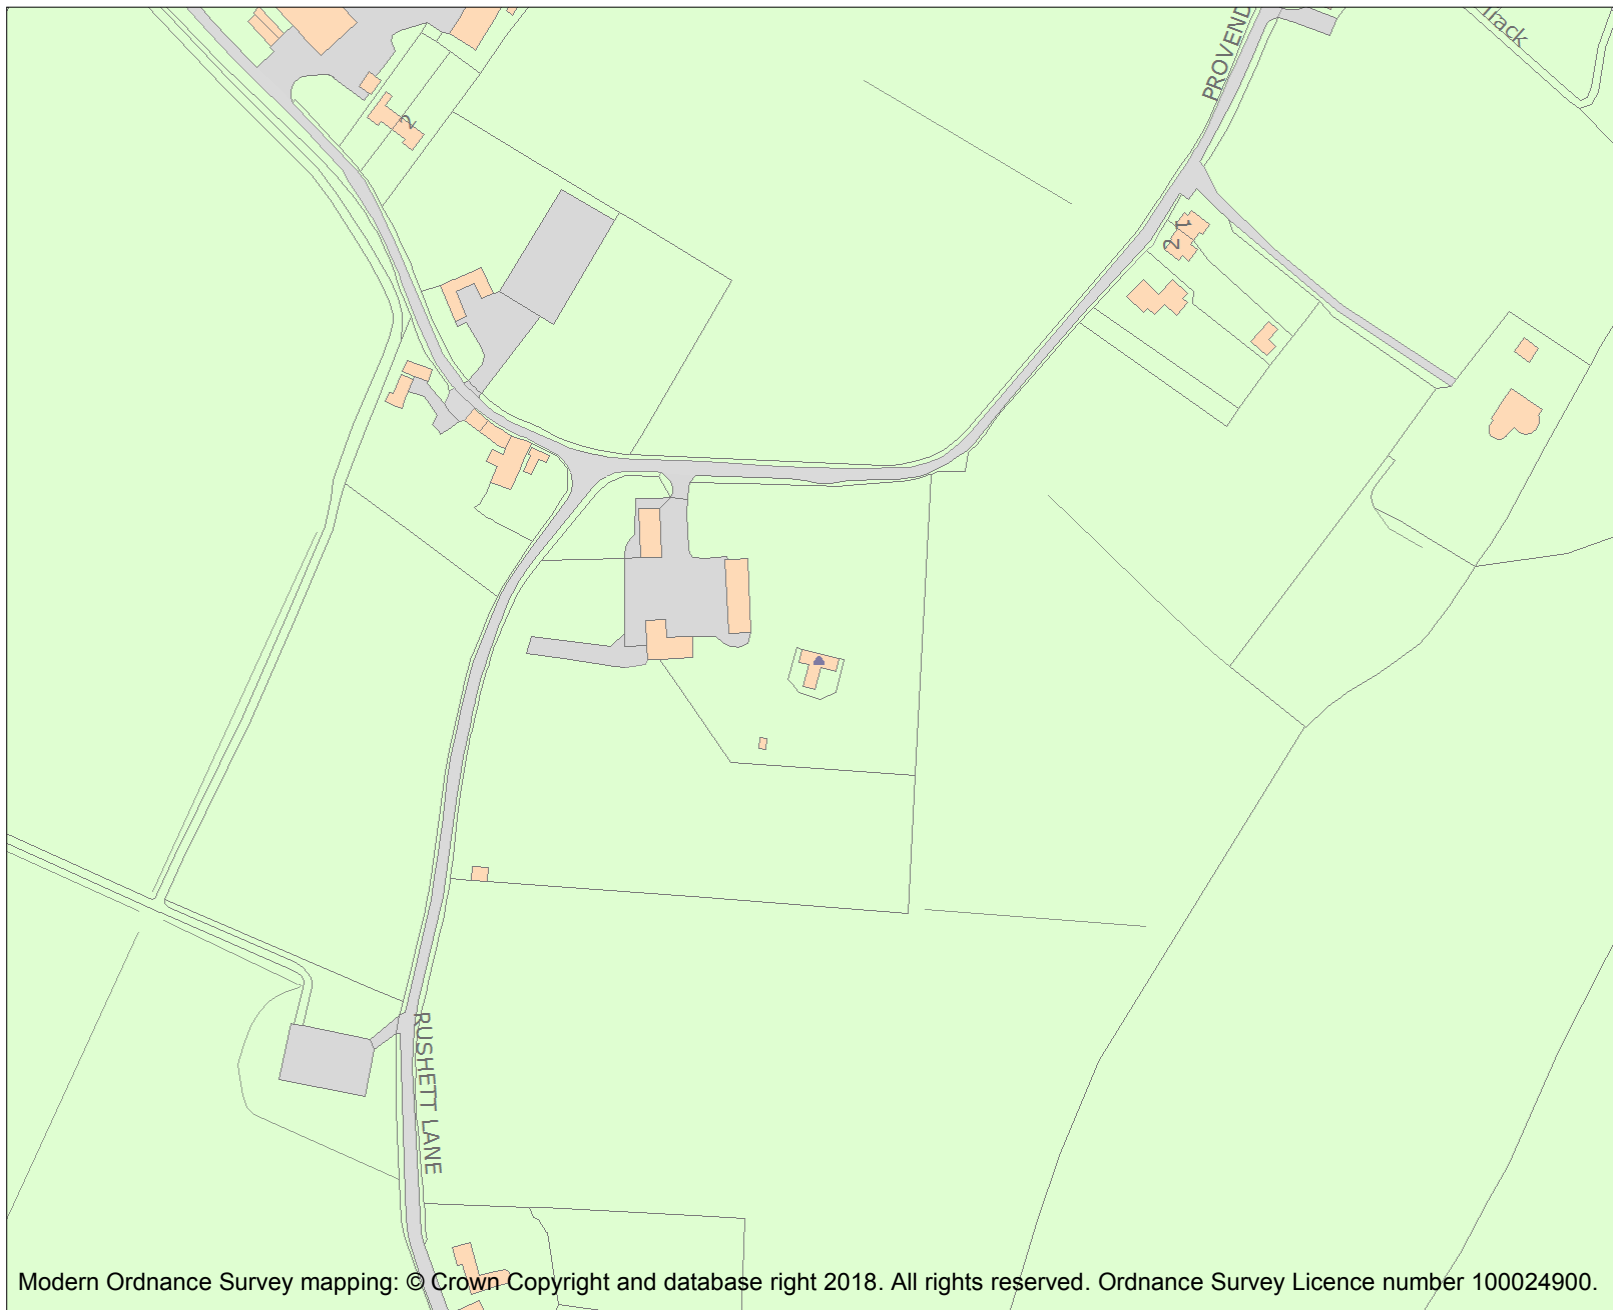 PROVEND
Track
2
1
2
RUSHETT LANE
Modern Ordnance Survey mapping: © Crown Copyright and database right 2018. All rights reserved. Ordnance Survey Licence number 100024900.